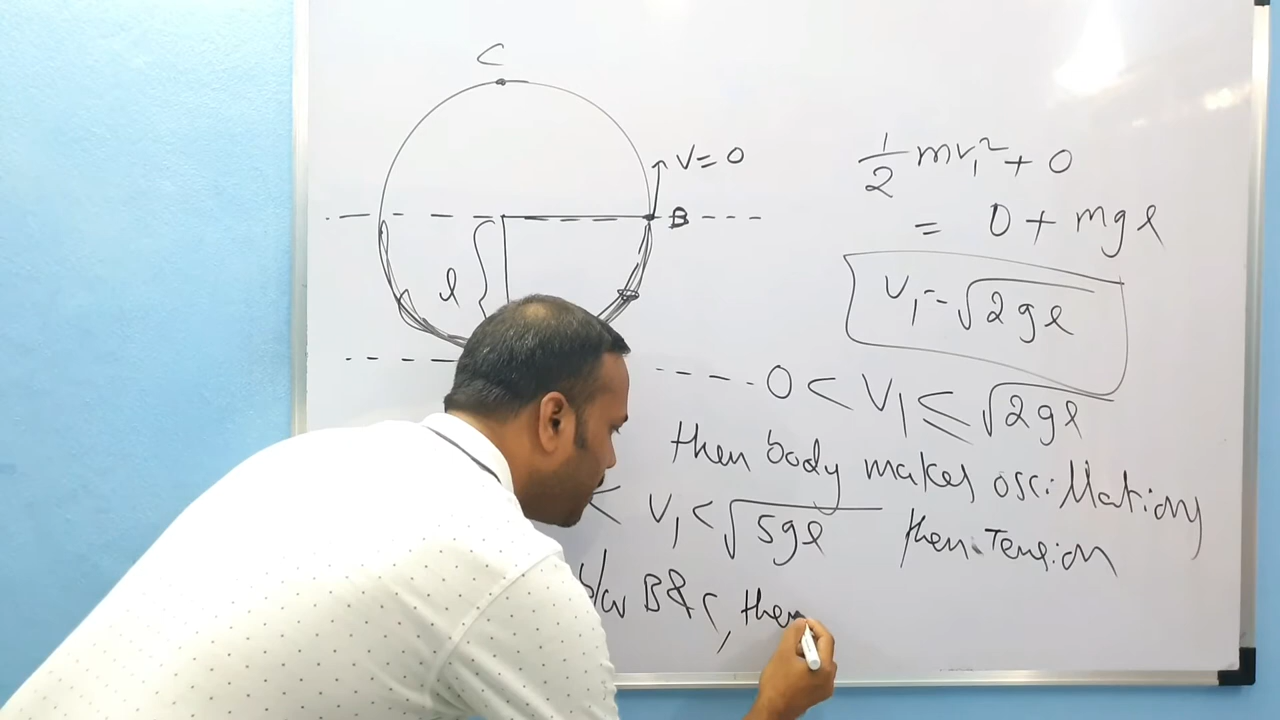 C
V = 0
B
l
1/2 mv₁² + 0
= 0 + mgl
V₁ = √2gl
0 < V₁ ≤ √2gl
then body makes oscillations
< V₁ < √5gl then Tension
b/w B & C, then